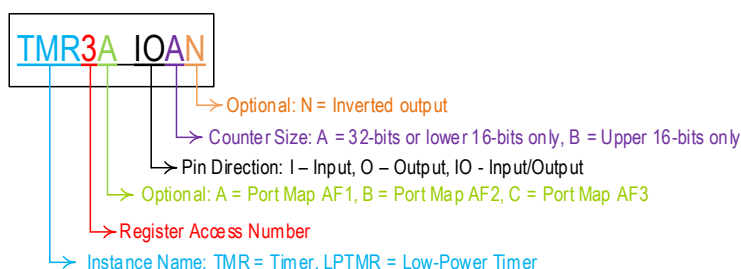 TMR3A_IOAN
Optional: N = Inverted output
Counter Size: A = 32-bits or lower 16-bits only, B = Upper 16-bits only
Pin Direction: I – Input, O – Output, IO - Input/Output
Optional: A = Port Map AF1, B = Port Map AF2, C = Port Map AF3
Register Access Number
Instance Name: TMR = Timer, LPTMR = Low-Power Timer